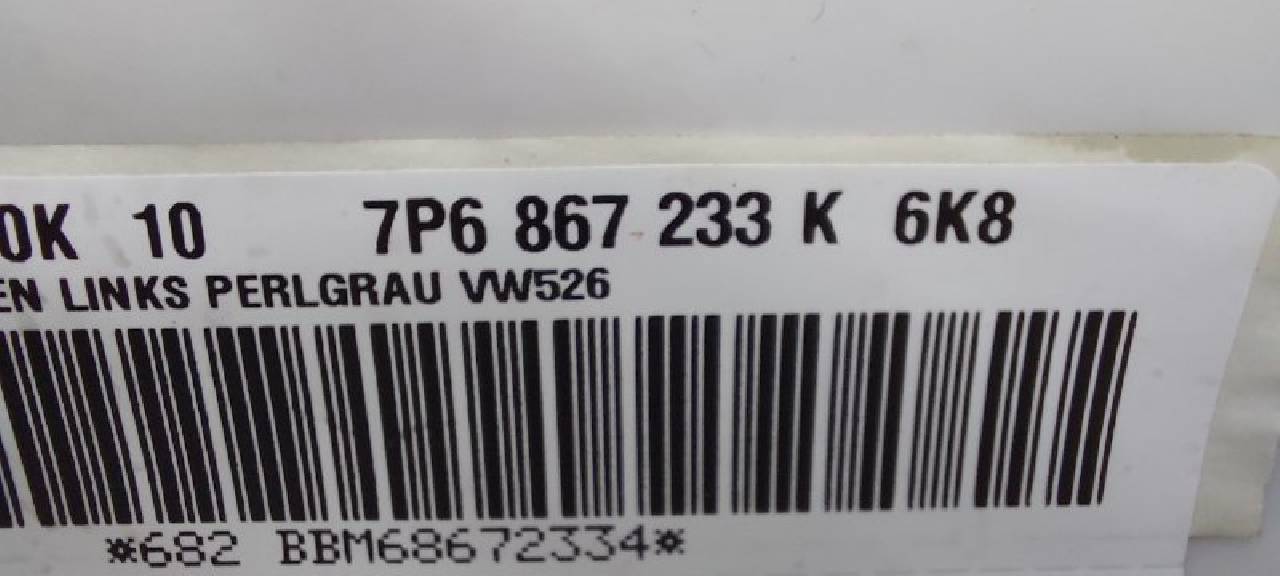 0K 10 7P6 867 233 K 6K8
EN LINKS PERLGRAU VW526
*682 BBM68672334*